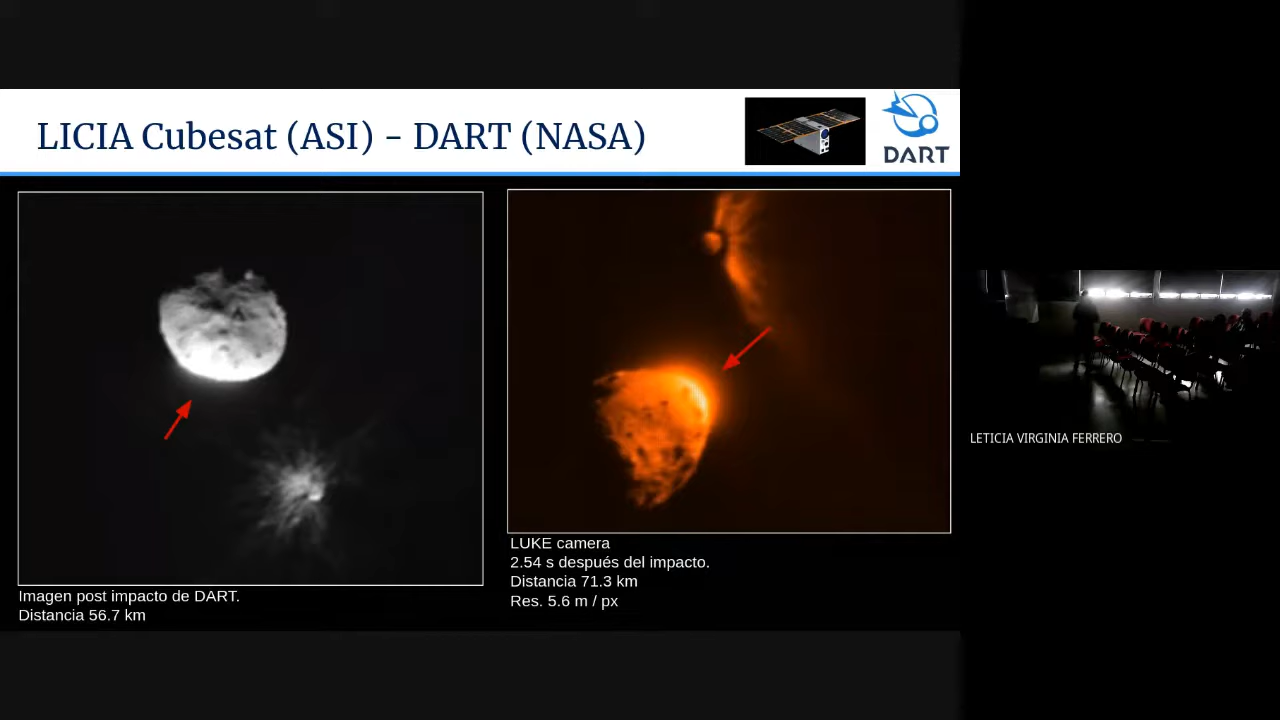 LICIA Cubesat (ASI) - DART (NASA)
DART
Imagen post impacto de DART.
Distancia 56.7 km
LUKE camera
2.54 s después del impacto.
Distancia 71.3 km
Res. 5.6 m / px
LETICIA VIRGINIA FERRERO